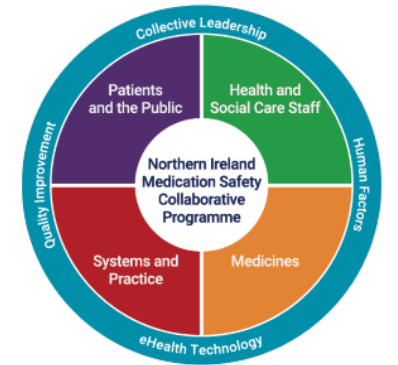 Collective Leadership
Patients
and the Public
Health and
Social Care Staff
Quality Improvement
Northern Ireland
Medication Safety
Collaborative
Programme
Human Factors
Systems and
Practice
Medicines
eHealth Technology